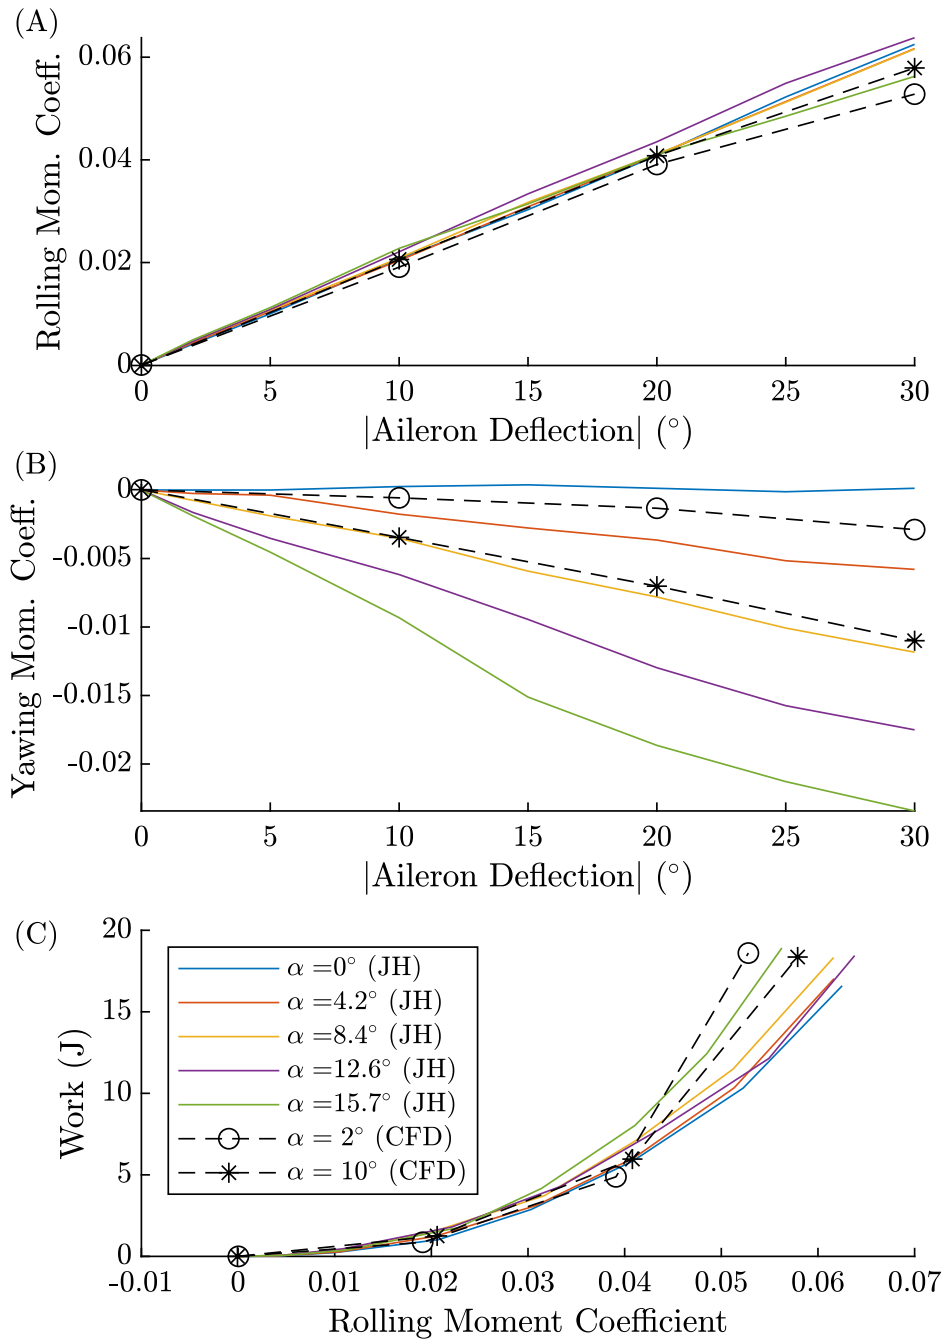 (A)
Rolling Mom. Coeff.
0.06
0.04
0.02
0
0 5 10 15 20 25 30
|Aileron Deflection| (°)
(B)
Yawing Mom. Coeff.
0
-0.005
-0.01
-0.015
-0.02
0 5 10 15 20 25 30
|Aileron Deflection| (°)
(C)
Work (J)
20
15
10
5
0
α =0° (JH)
α =4.2° (JH)
α =8.4° (JH)
α =12.6° (JH)
α =15.7° (JH)
α = 2° (CFD)
α = 10° (CFD)
-0.01 0 0.01 0.02 0.03 0.04 0.05 0.06 0.07
Rolling Moment Coefficient